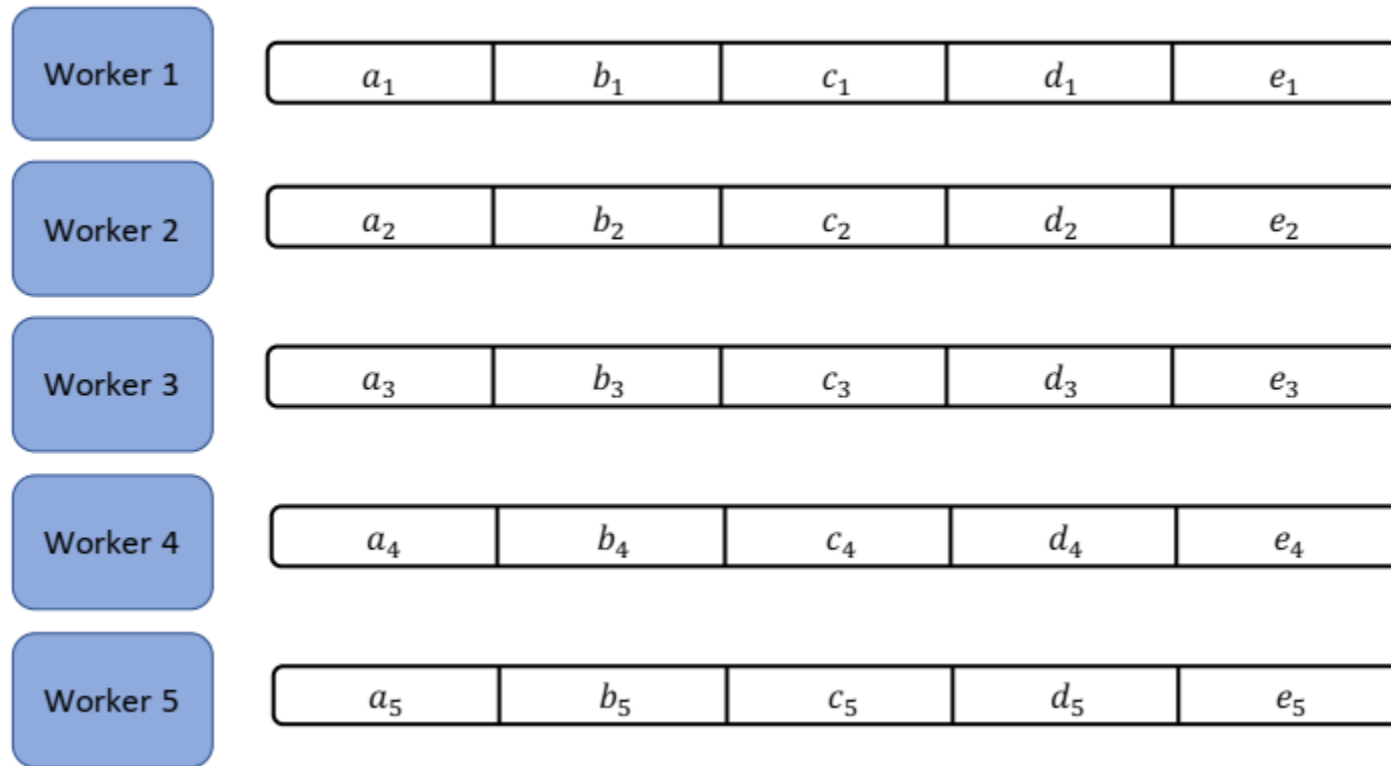 Worker 1 a₁ b₁ c₁ d₁ e₁
Worker 2 a₂ b₂ c₂ d₂ e₂
Worker 3 a₃ b₃ c₃ d₃ e₃
Worker 4 a₄ b₄ c₄ d₄ e₄
Worker 5 a₅ b₅ c₅ d₅ e₅